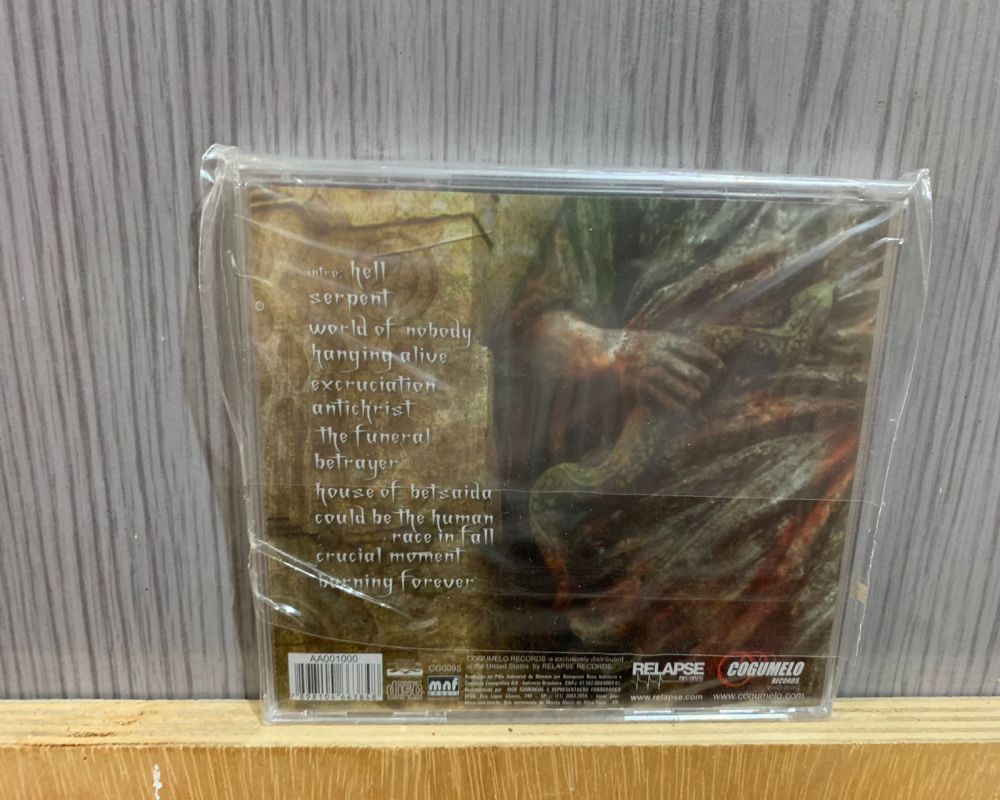 intro: hell
serpent
world of nobody
hanging alive
excruciation
antichrist
the funeral
betrayer
house of betsaida
could be the human
race in fall
crucial moment
burning forever
AA001000
CG0095
COGUMELO RECORDS is exclusively distributed
in the United States by RELAPSE RECORDS.
mnf
RELAPSE
RECORDS
www.relapse.com
COGUMELO
RECORDS
www.cogumelo.com